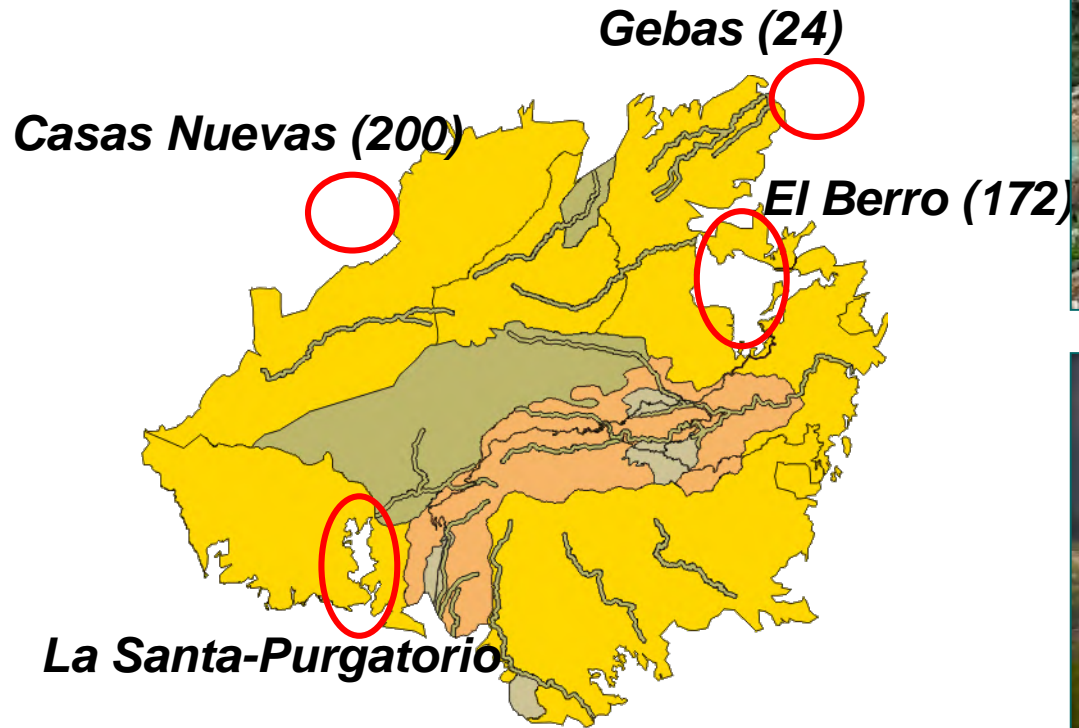 Gebas (24)
Casas Nuevas (200)
El Berro (172)
La Santa-Purgatorio